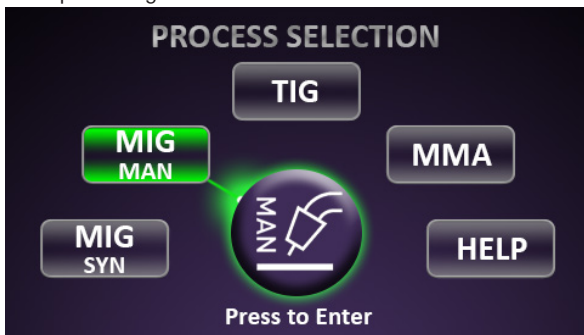 PROCESS SELECTION
TIG
MIG
MAN
MMA
MIG
SYN
MAN
HELP
Press to Enter